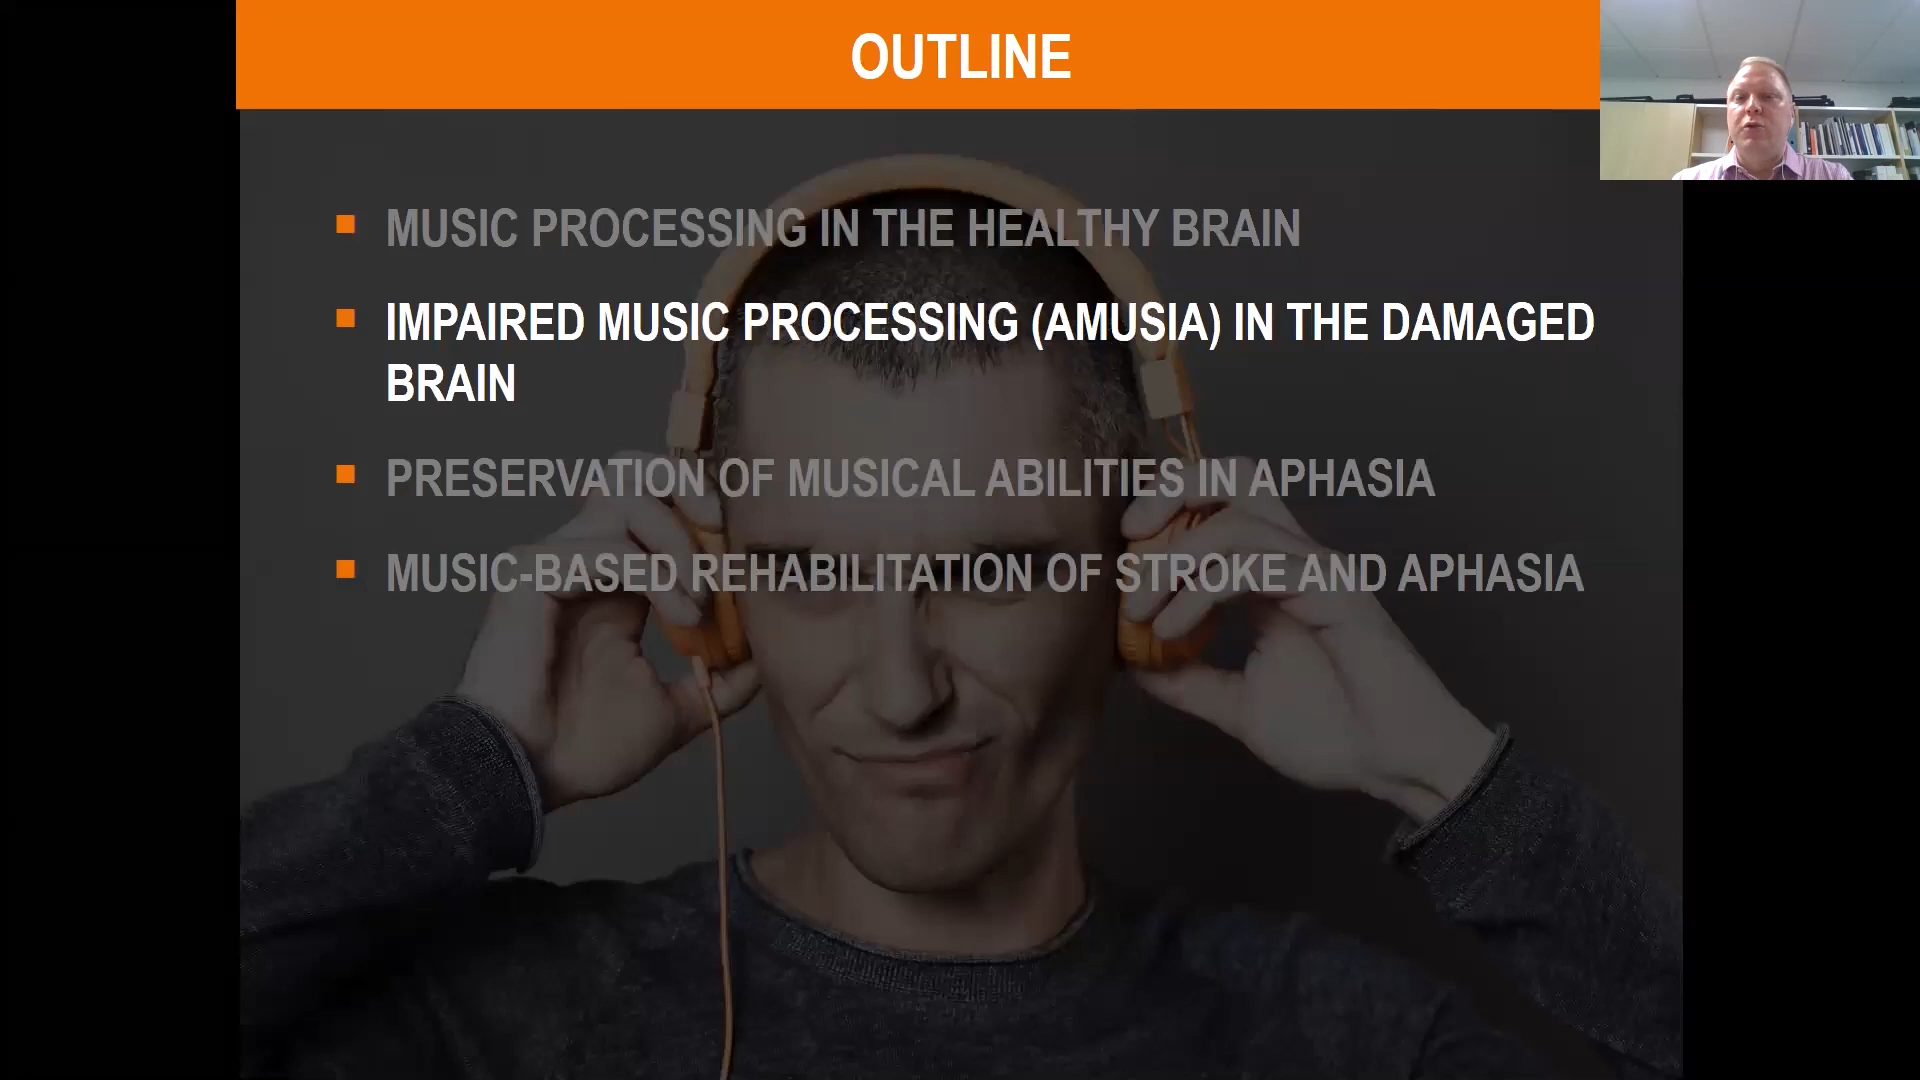 OUTLINE
MUSIC PROCESSING IN THE HEALTHY BRAIN
IMPAIRED MUSIC PROCESSING (AMUSIA) IN THE DAMAGED
BRAIN
PRESERVATION OF MUSICAL ABILITIES IN APHASIA
MUSIC-BASED REHABILITATION OF STROKE AND APHASIA